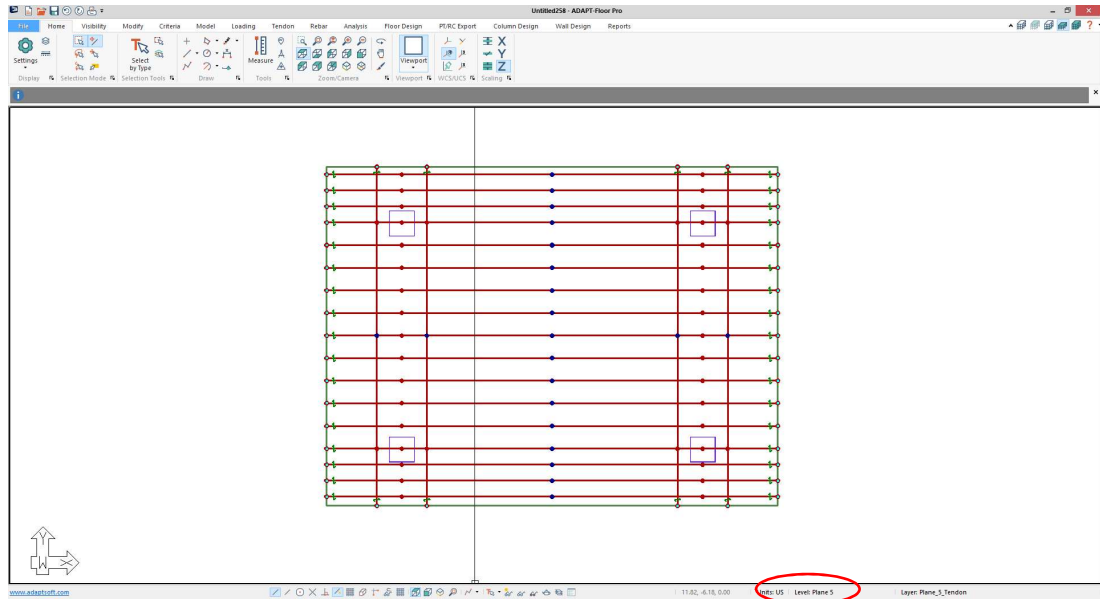 Untitled258 - ADAPT-Floor Pro
File Home Visibility Modify Criteria Model Loading Tendon Rebar Analysis Floor Design PT/RC Export Column Design Wall Design Reports
Settings
Select by Type
Measure
Viewport
X
Y
Z
Display Selection Mode Selection Tools Draw Tools Zoom/Camera Viewport WCS/UCS Scaling
Y
W X
www.adaptsoft.com 11.82, -6.18, 0.00 Units: US Level: Plane 5 Layer: Plane_5_Tendon